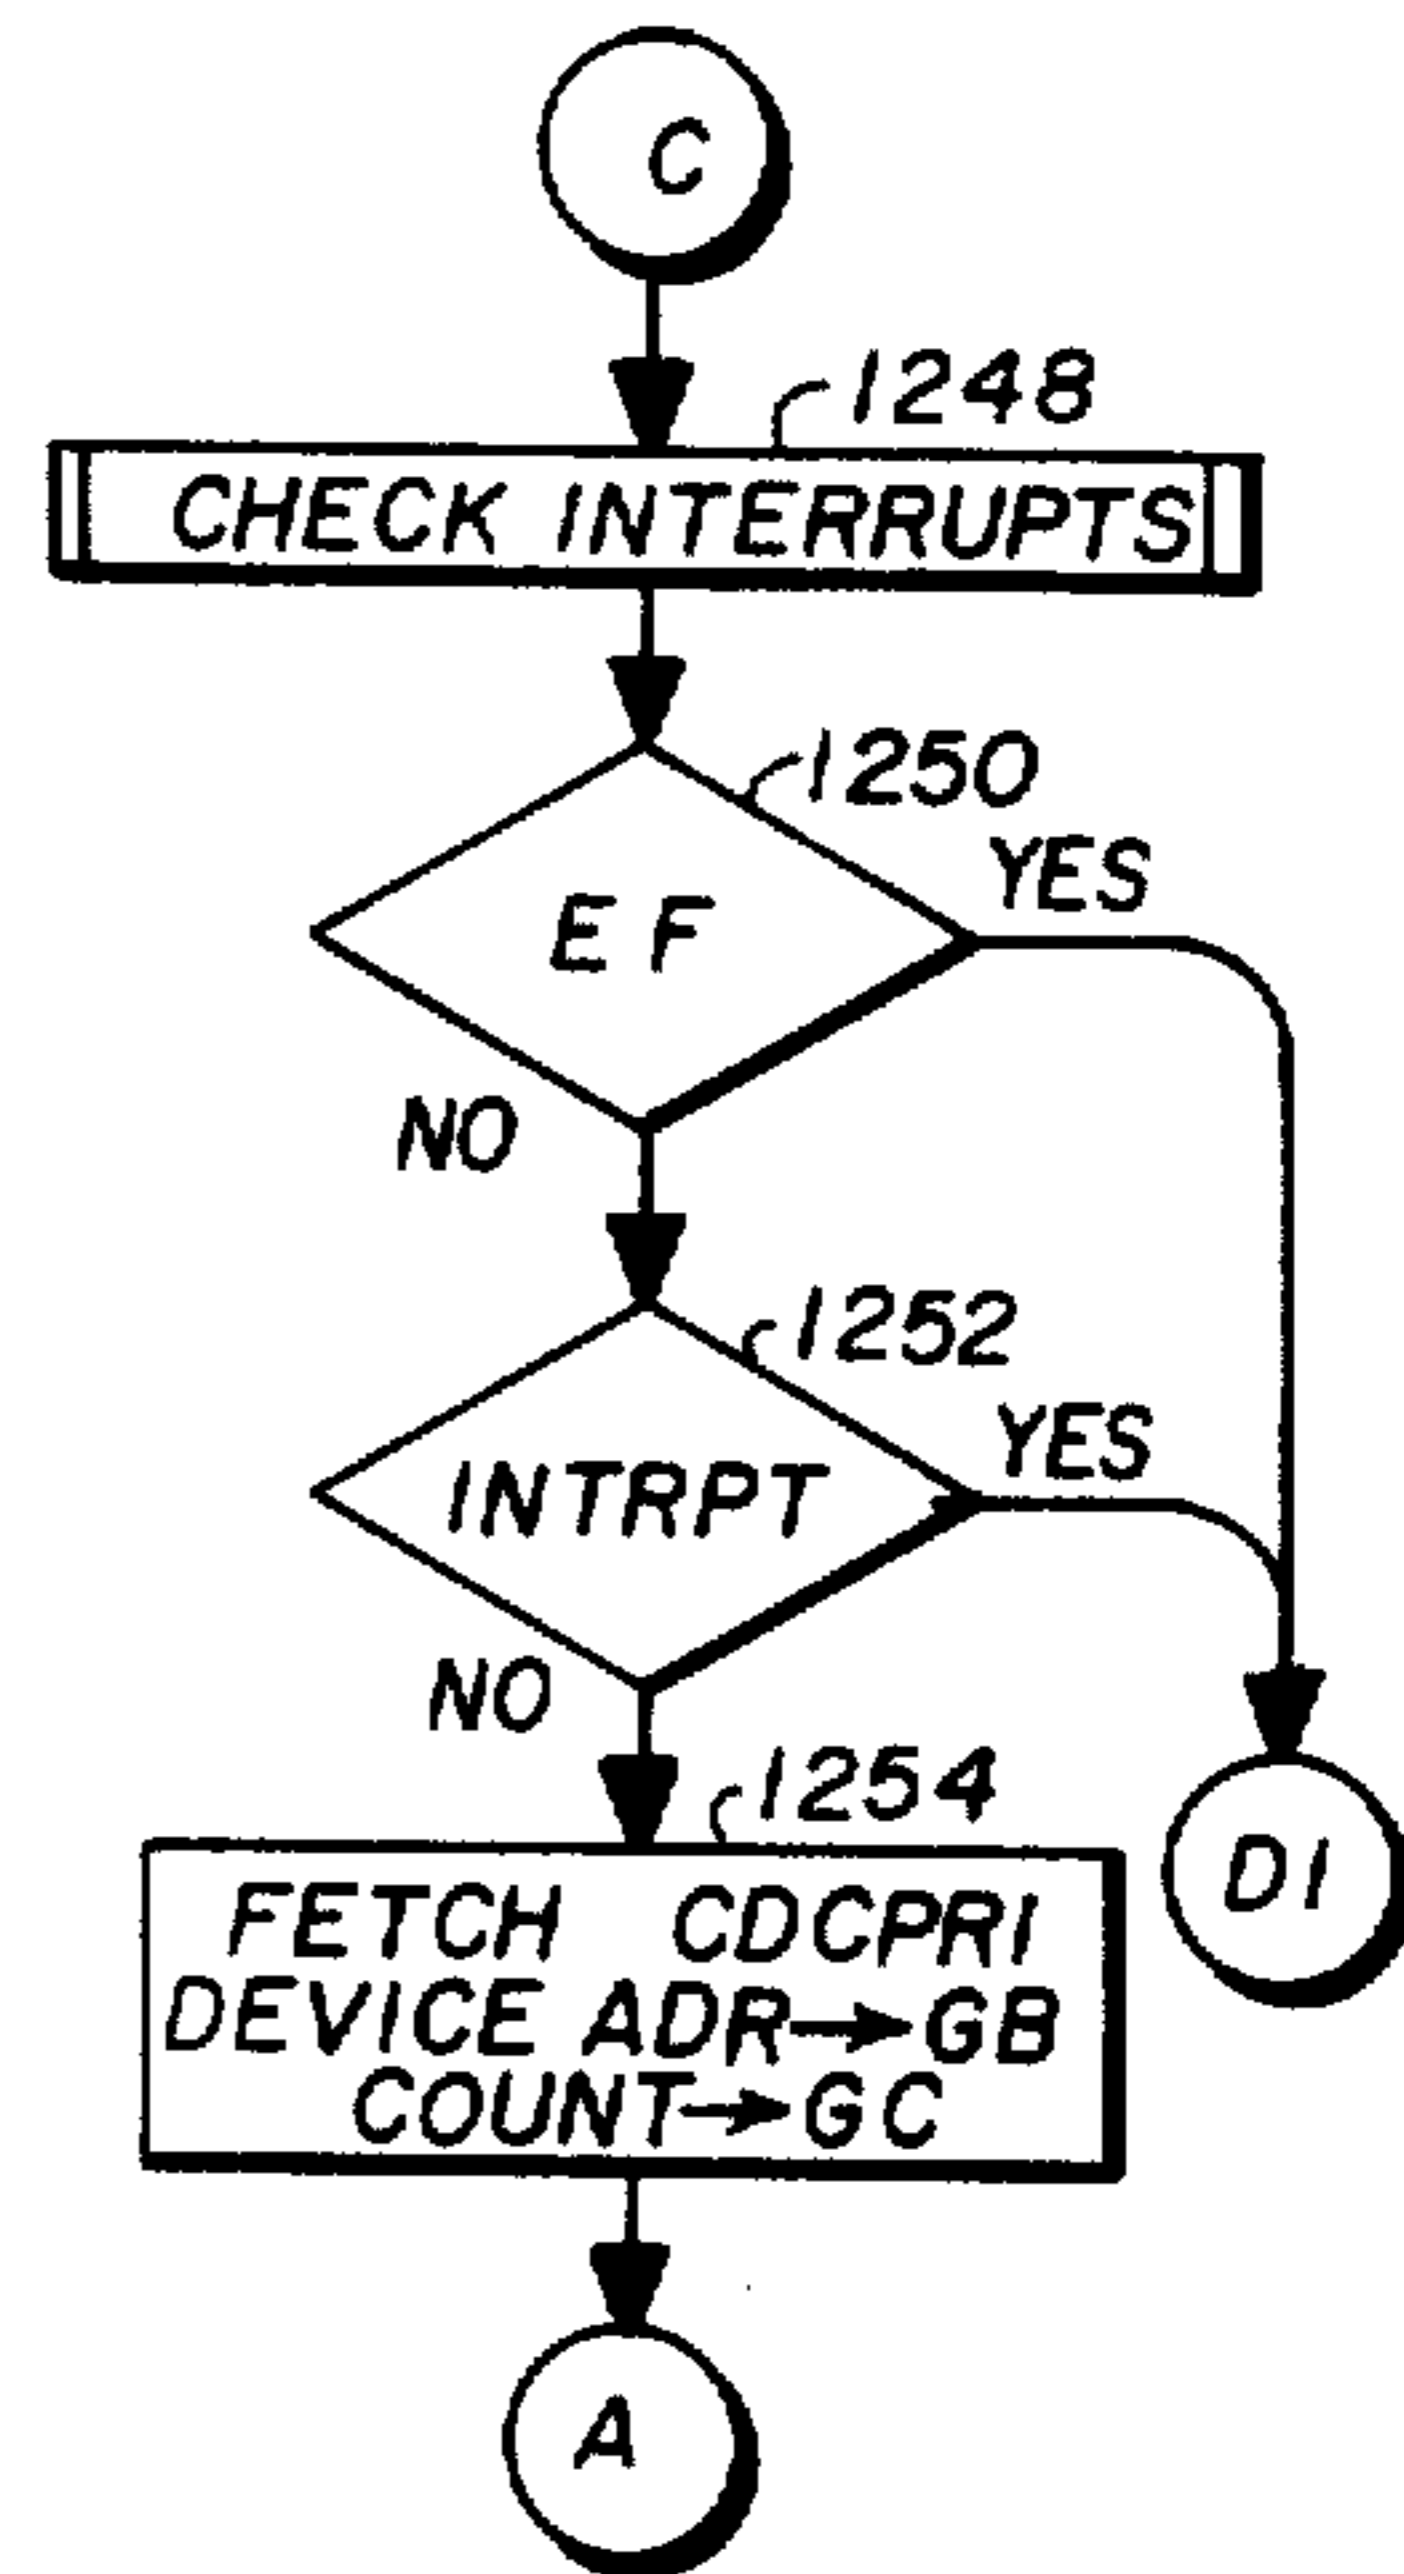 C
1248
CHECK INTERRUPTS
1250
YES
EF
NO
1252
YES
INTRPT
NO
1254
FETCH CDCPRI
DEVICE ADR→GB
COUNT→GC
D1
A